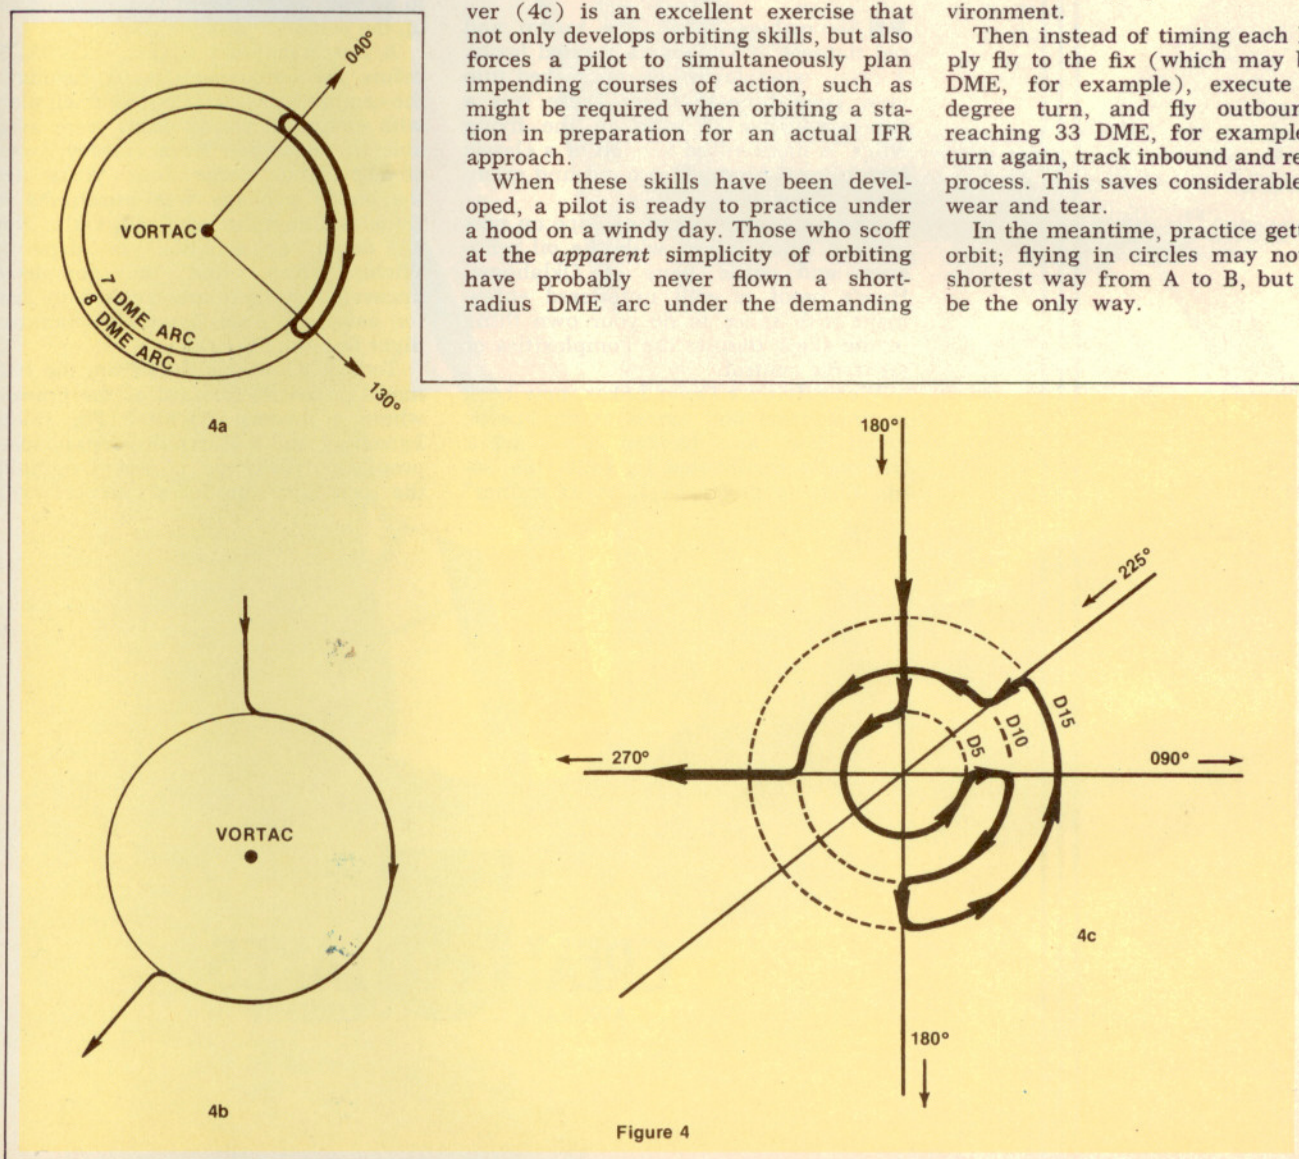 ver (4c) is an excellent exercise that
not only develops orbiting skills, but also
forces a pilot to simultaneously plan
impending courses of action, such as
might be required when orbiting a sta-
tion in preparation for an actual IFR
approach.
When these skills have been devel-
oped, a pilot is ready to practice under
a hood on a windy day. Those who scoff
at the apparent simplicity of orbiting
have probably never flown a short-
radius DME arc under the demanding
vironment.
Then instead of timing each
ply fly to the fix (which may
DME, for example), execute
degree turn, and fly outbour
reaching 33 DME, for example
turn again, track inbound and re
process. This saves considerable
wear and tear.
In the meantime, practice get
orbit; flying in circles may no
shortest way from A to B, but
be the only way.
040°
VORTAC
7 DME ARC
8 DME ARC
130°
4a
VORTAC
4b
180°
225°
D15
D10
D5
270°
090°
4c
180°
Figure 4